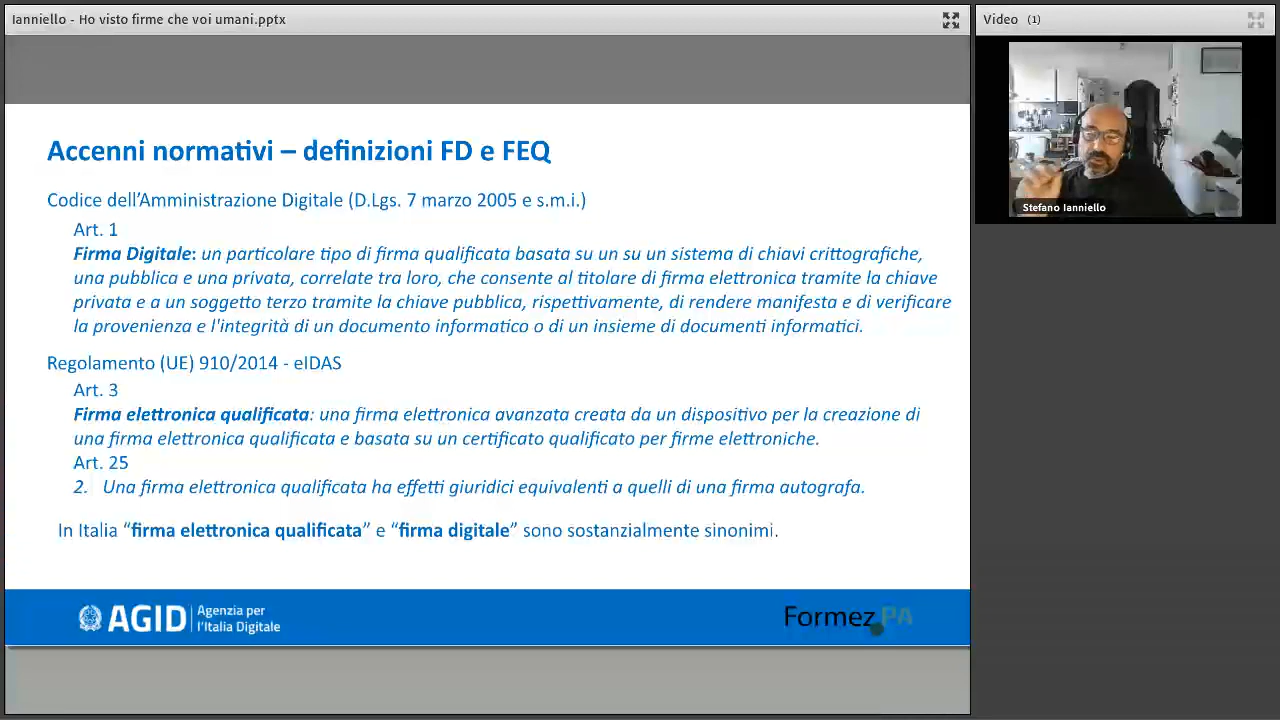 Ianniello - Ho visto firme che voi umani.pptx
Video (1)
Stefano Ianniello
Accenni normativi – definizioni FD e FEQ
Codice dell’Amministrazione Digitale (D.Lgs. 7 marzo 2005 e s.m.i.)
Art. 1
Firma Digitale: un particolare tipo di firma qualificata basata su un su un sistema di chiavi crittografiche,
una pubblica e una privata, correlate tra loro, che consente al titolare di firma elettronica tramite la chiave
privata e a un soggetto terzo tramite la chiave pubblica, rispettivamente, di rendere manifesta e di verificare
la provenienza e l'integrità di un documento informatico o di un insieme di documenti informatici.
Regolamento (UE) 910/2014 - eIDAS
Art. 3
Firma elettronica qualificata: una firma elettronica avanzata creata da un dispositivo per la creazione di
una firma elettronica qualificata e basata su un certificato qualificato per firme elettroniche.
Art. 25
2. Una firma elettronica qualificata ha effetti giuridici equivalenti a quelli di una firma autografa.
In Italia “firma elettronica qualificata” e “firma digitale” sono sostanzialmente sinonimi.
AGID
Agenzia per
l'Italia Digitale
Formez PA